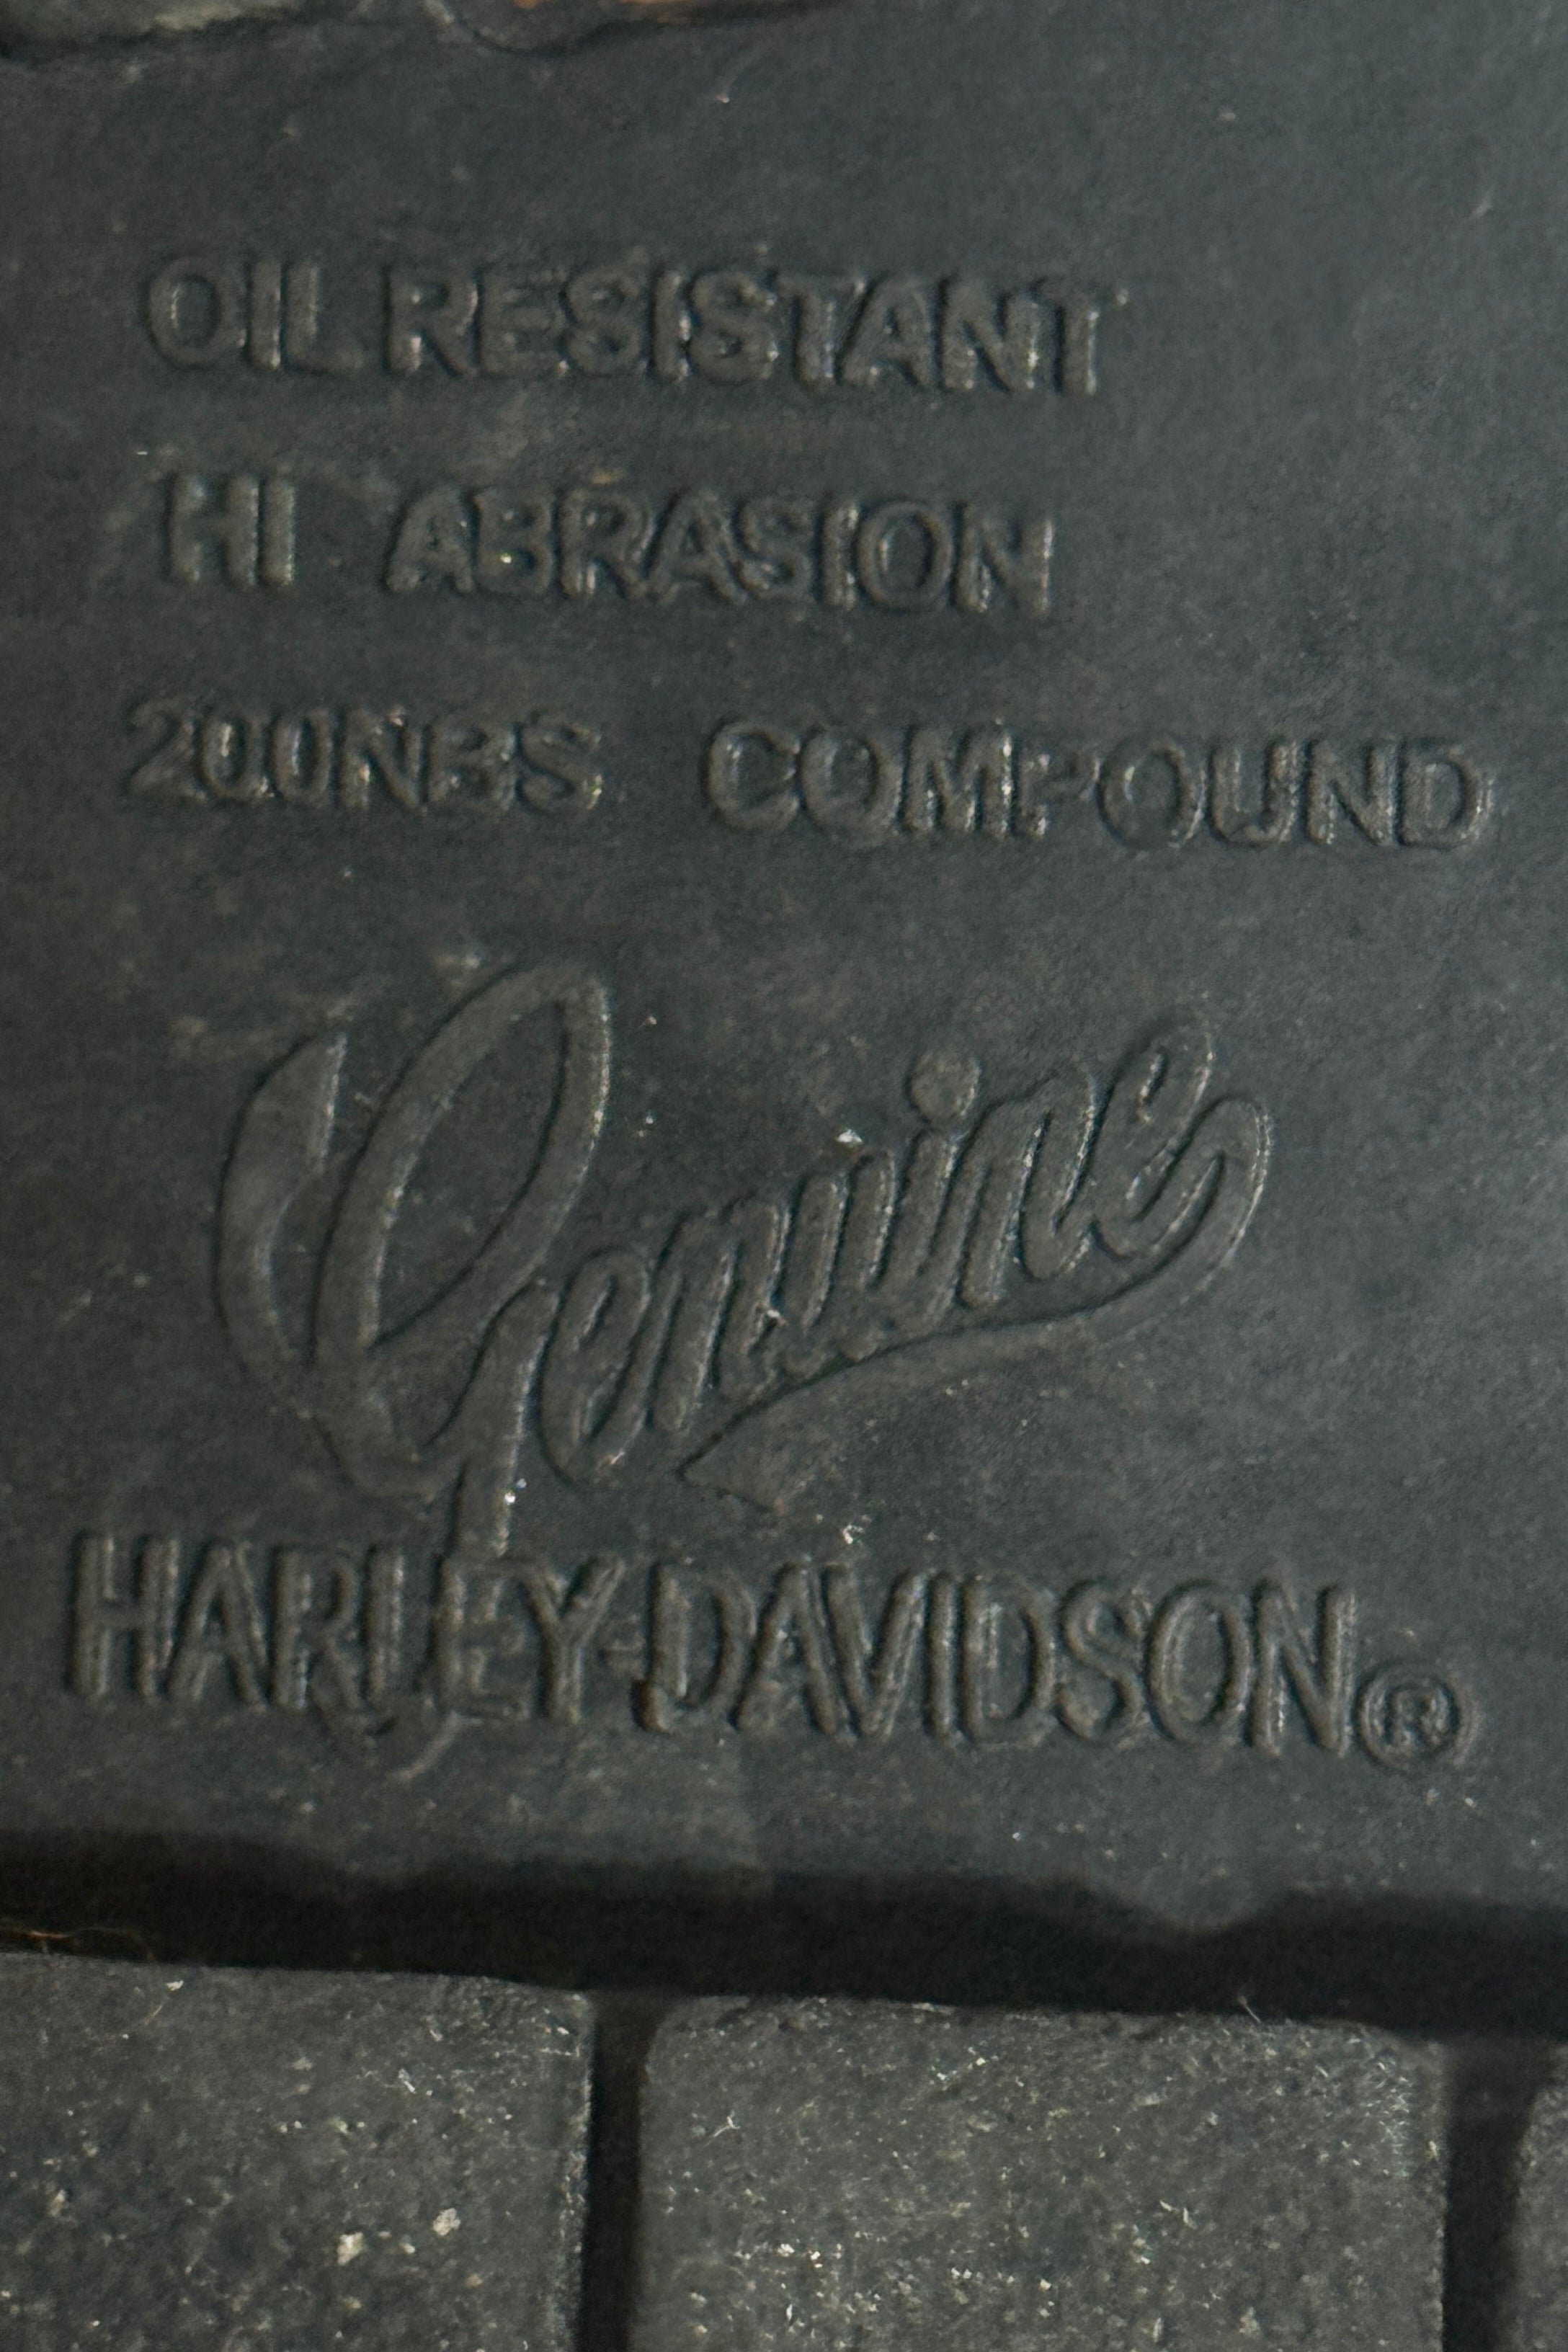 OIL RESISTANT
HI ABRASION
200NBS COMPOUND
Genuine
HARLEY-DAVIDSON®